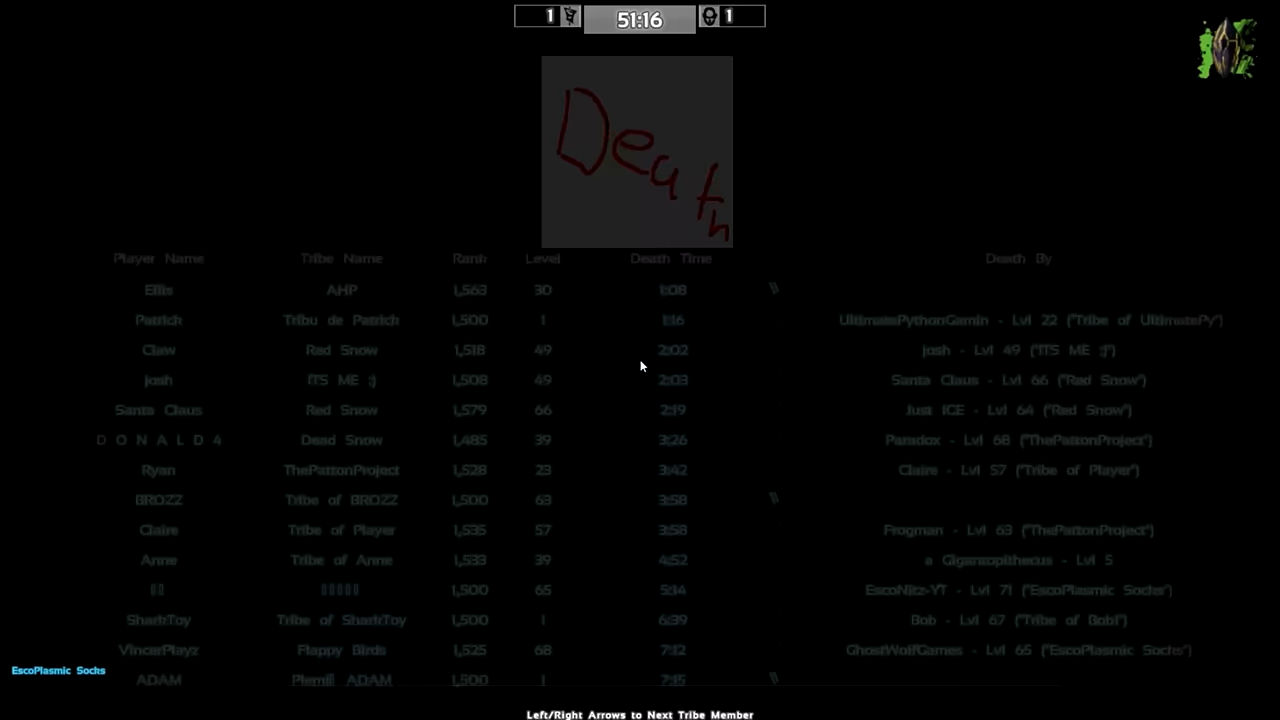 1 51:16 1
Death
Player Name Tribe Name Rank Level Death Time Death By
Ellis AHP 1,563 30 1:08
Patrick Tribu de Patrick 1,500 1 1:16 UltimatePythonGamin - Lvl 22 ("Tribe of UltimatePy")
Claw Red Snow 1,518 49 2:02 josh - Lvl 49 ("ITS ME :)")
josh ITS ME :) 1,508 49 2:03 Santa Claus - Lvl 66 ("Red Snow")
Santa Claus Red Snow 1,579 66 2:19 Just ICE - Lvl 64 ("Red Snow")
D O N A L D 4 Dead Snow 1,485 39 3:26 Paradox - Lvl 68 ("ThePattonProject")
Ryan ThePattonProject 1,528 23 3:42 Claire - Lvl 57 ("Tribe of Player")
BROZZ Tribe of BROZZ 1,500 63 3:58
Claire Tribe of Player 1,535 57 3:58 Frogman - Lvl 63 ("ThePattonProject")
Anne Tribe of Anne 1,533 39 4:52 a Gigantopithecus - Lvl 5
1,500 65 5:14 EscoNitz-YT - Lvl 71 ("EscoPlasmic Socks")
SharkToy Tribe of SharkToy 1,500 1 6:39 Bob - Lvl 67 ("Tribe of Bob1")
VincerPlayz Flappy Birds 1,525 68 7:12 GhostWolfGames - Lvl 65 ("EscoPlasmic Socks")
EscoPlasmic Socks
ADAM ADAM 1,500 1 7:15
Left/Right Arrows to Next Tribe Member